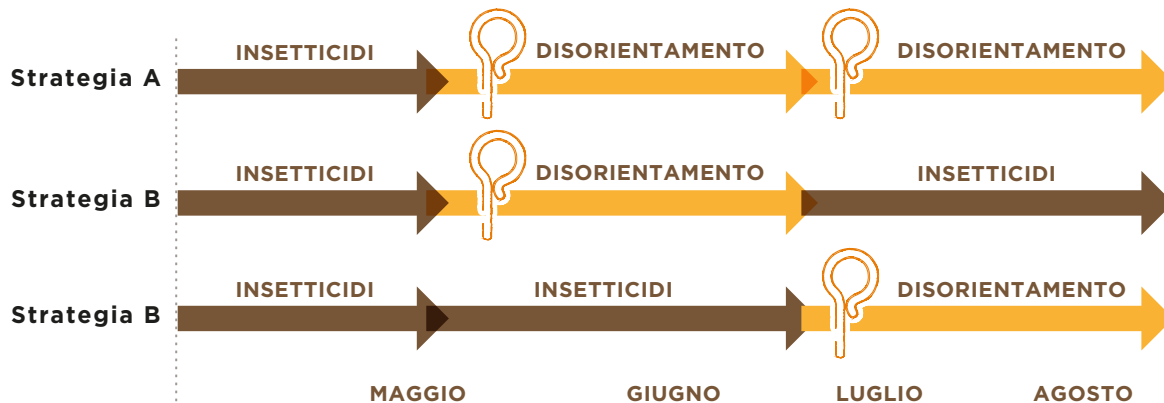 INSETTICIDI DISORIENTAMENTO DISORIENTAMENTO
Strategia A
INSETTICIDI DISORIENTAMENTO INSETTICIDI
Strategia B
INSETTICIDI INSETTICIDI DISORIENTAMENTO
Strategia B
MAGGIO GIUGNO LUGLIO AGOSTO